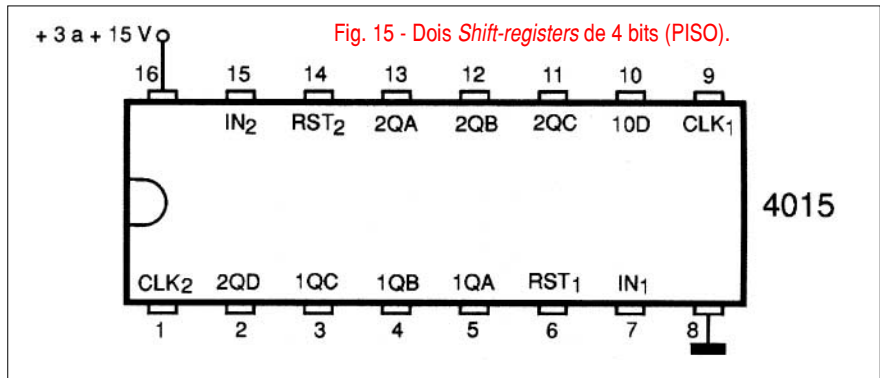 + 3 a + 15 V
Fig. 15 - Dois Shift-registers de 4 bits (PISO).
16 15 14 13 12 11 10 9
IN2 RST2 2QA 2QB 2QC 10D CLK1
4015
CLK2 2QD 1QC 1QB 1QA RST1 IN1
1 2 3 4 5 6 7 8